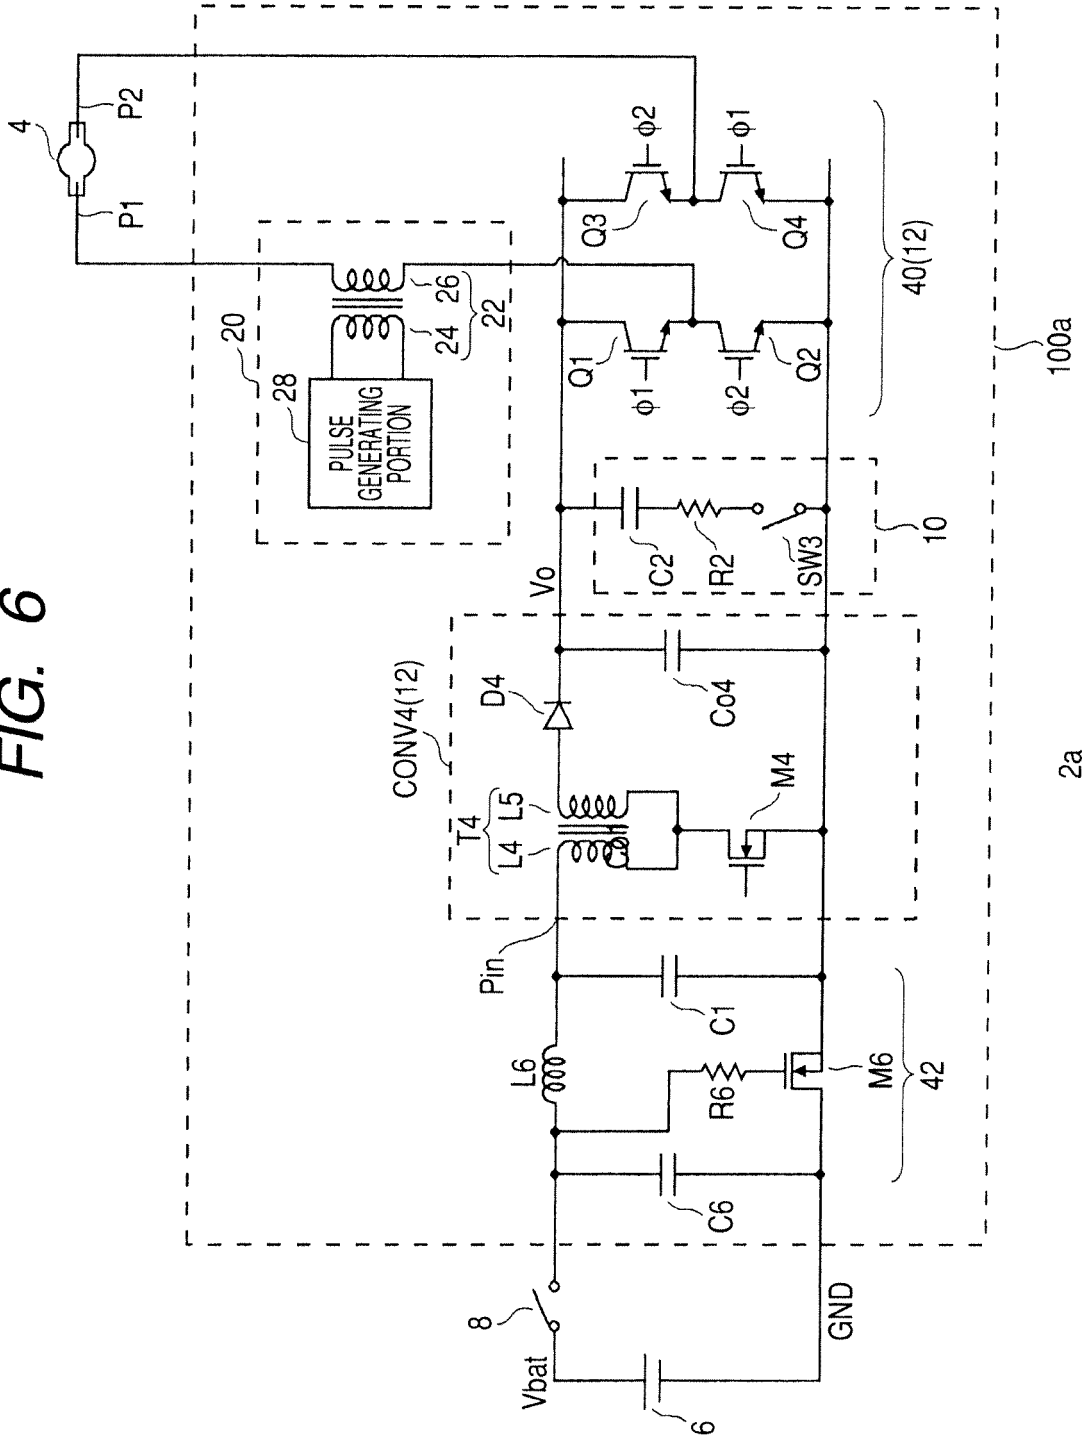 FIG. 6
2a
100a
4
P1
P2
20
28
PULSE
GENERATING
PORTION
24
26
22
CONV4(12)
T4
L4
L5
D4
Vo
Co4
M4
C2
R2
SW3
10
Q1
φ1
Q2
φ2
Q3
φ2
Q4
φ1
40(12)
Pin
L6
C1
R6
M6
C6
42
8
Vbat
6
GND